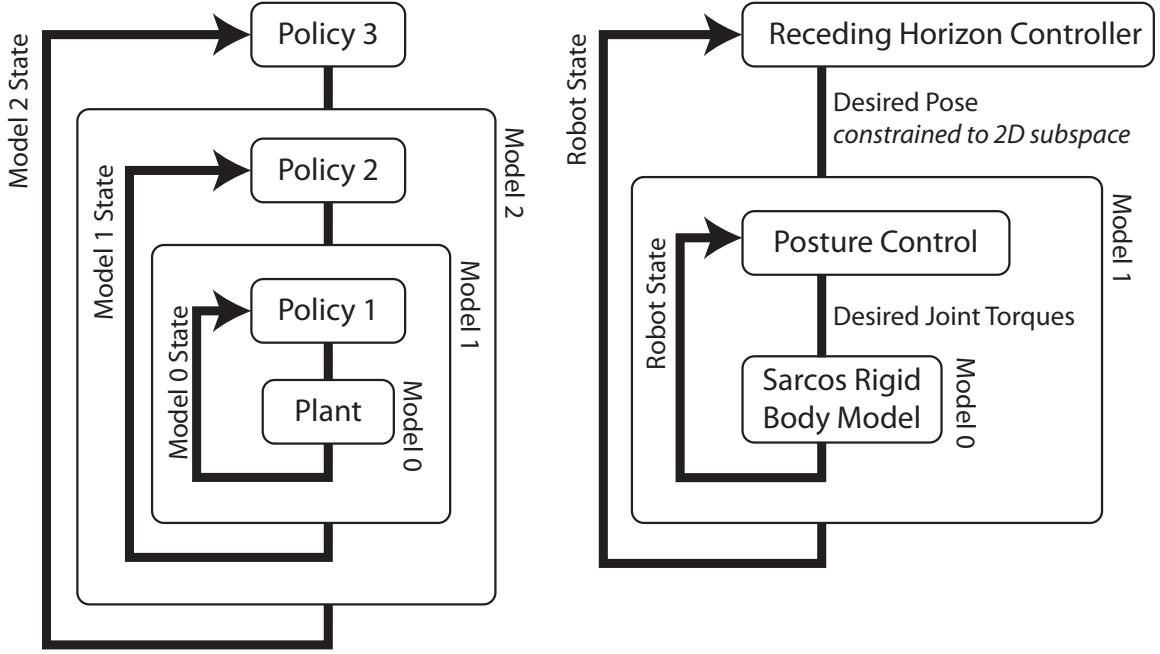 Policy 3
Model 2 State
Model 2
Policy 2
Model 1 State
Model 1
Policy 1
Model 0 State
Plant
Model 0
Receding Horizon Controller
Robot State
Desired Pose
constrained to 2D subspace
Model 1
Posture Control
Robot State
Desired Joint Torques
Sarcos Rigid
Body Model
Model 0